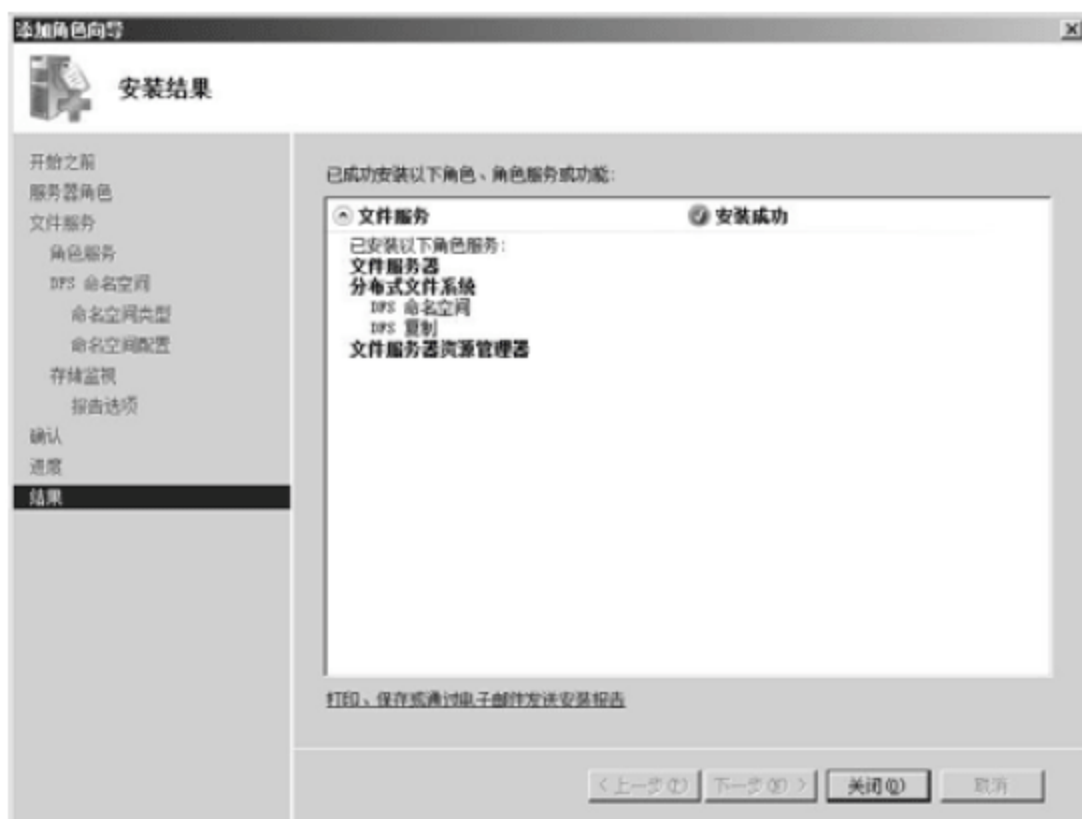 添加角色向导
安装结果
开始之前
服务器角色
文件服务
角色服务
DFS 命名空间
命名空间类型
命名空间配置
存储监视
报告选项
确认
进度
结果
已成功安装以下角色、角色服务或功能:
文件服务 安装成功
已安装以下角色服务:
文件服务器
分布式文件系统
DFS 命名空间
DFS 复制
文件服务器资源管理器
打印、保存或通过电子邮件发送安装报告
< 上一步(P) 下一步(N) > 关闭(O) 取消